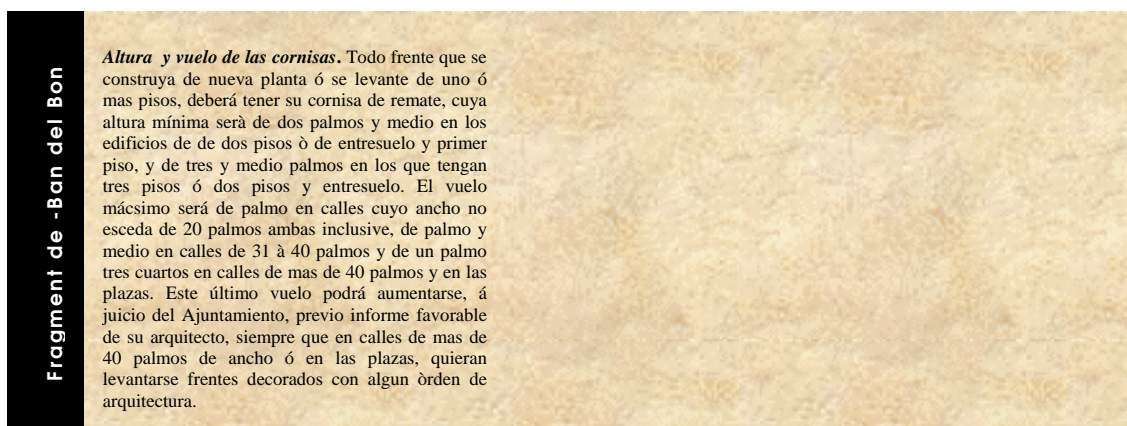 Fragment de -Ban del Bon
Altura y vuelo de las cornisas. Todo frente que se
construya de nueva planta ó se levante de uno ó
mas pisos, deberá tener su cornisa de remate, cuya
altura mínima serà de dos palmos y medio en los
edificios de de dos pisos ò de entresuelo y primer
piso, y de tres y medio palmos en los que tengan
tres pisos ó dos pisos y entresuelo. El vuelo
mácsimo será de palmo en calles cuyo ancho no
esceda de 20 palmos ambas inclusive, de palmo y
medio en calles de 31 à 40 palmos y de un palmo
tres cuartos en calles de mas de 40 palmos y en las
plazas. Este último vuelo podrá aumentarse, á
juicio del Ajuntamiento, previo informe favorable
de su arquitecto, siempre que en calles de mas de
40 palmos de ancho ó en las plazas, quieran
levantarse frentes decorados con algun òrden de
arquitectura.